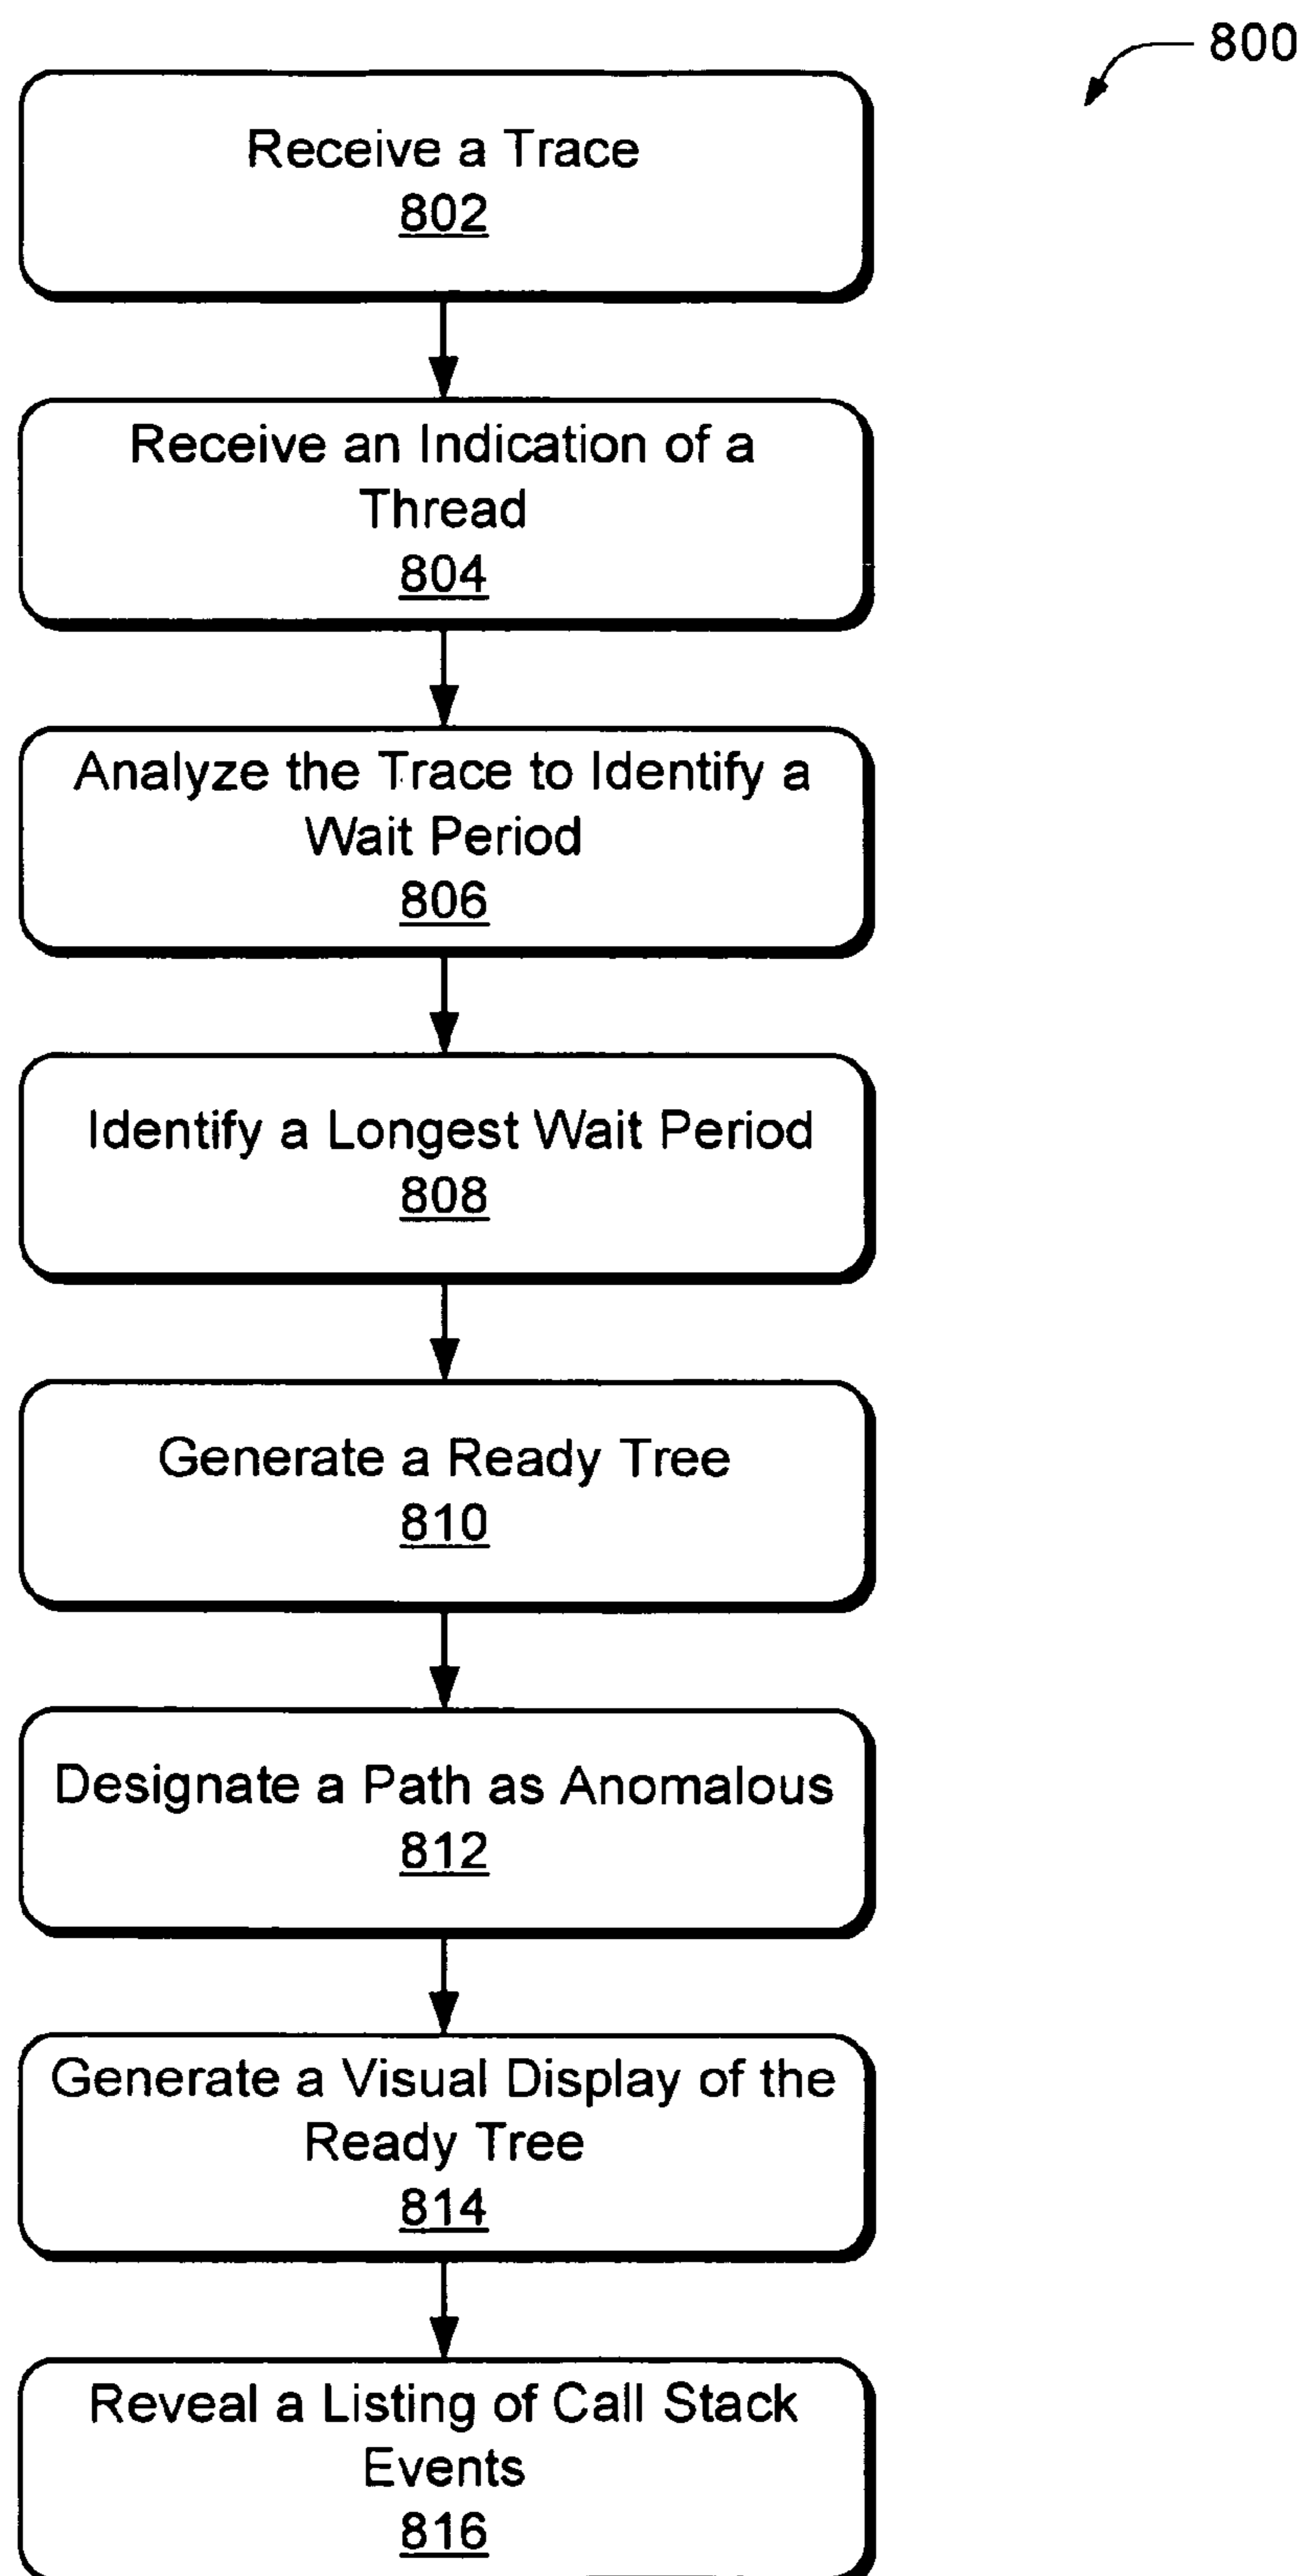 800
Receive a Trace
802
Receive an Indication of a
Thread
804
Analyze the Trace to Identify a
Wait Period
806
Identify a Longest Wait Period
808
Generate a Ready Tree
810
Designate a Path as Anomalous
812
Generate a Visual Display of the
Ready Tree
814
Reveal a Listing of Call Stack
Events
816